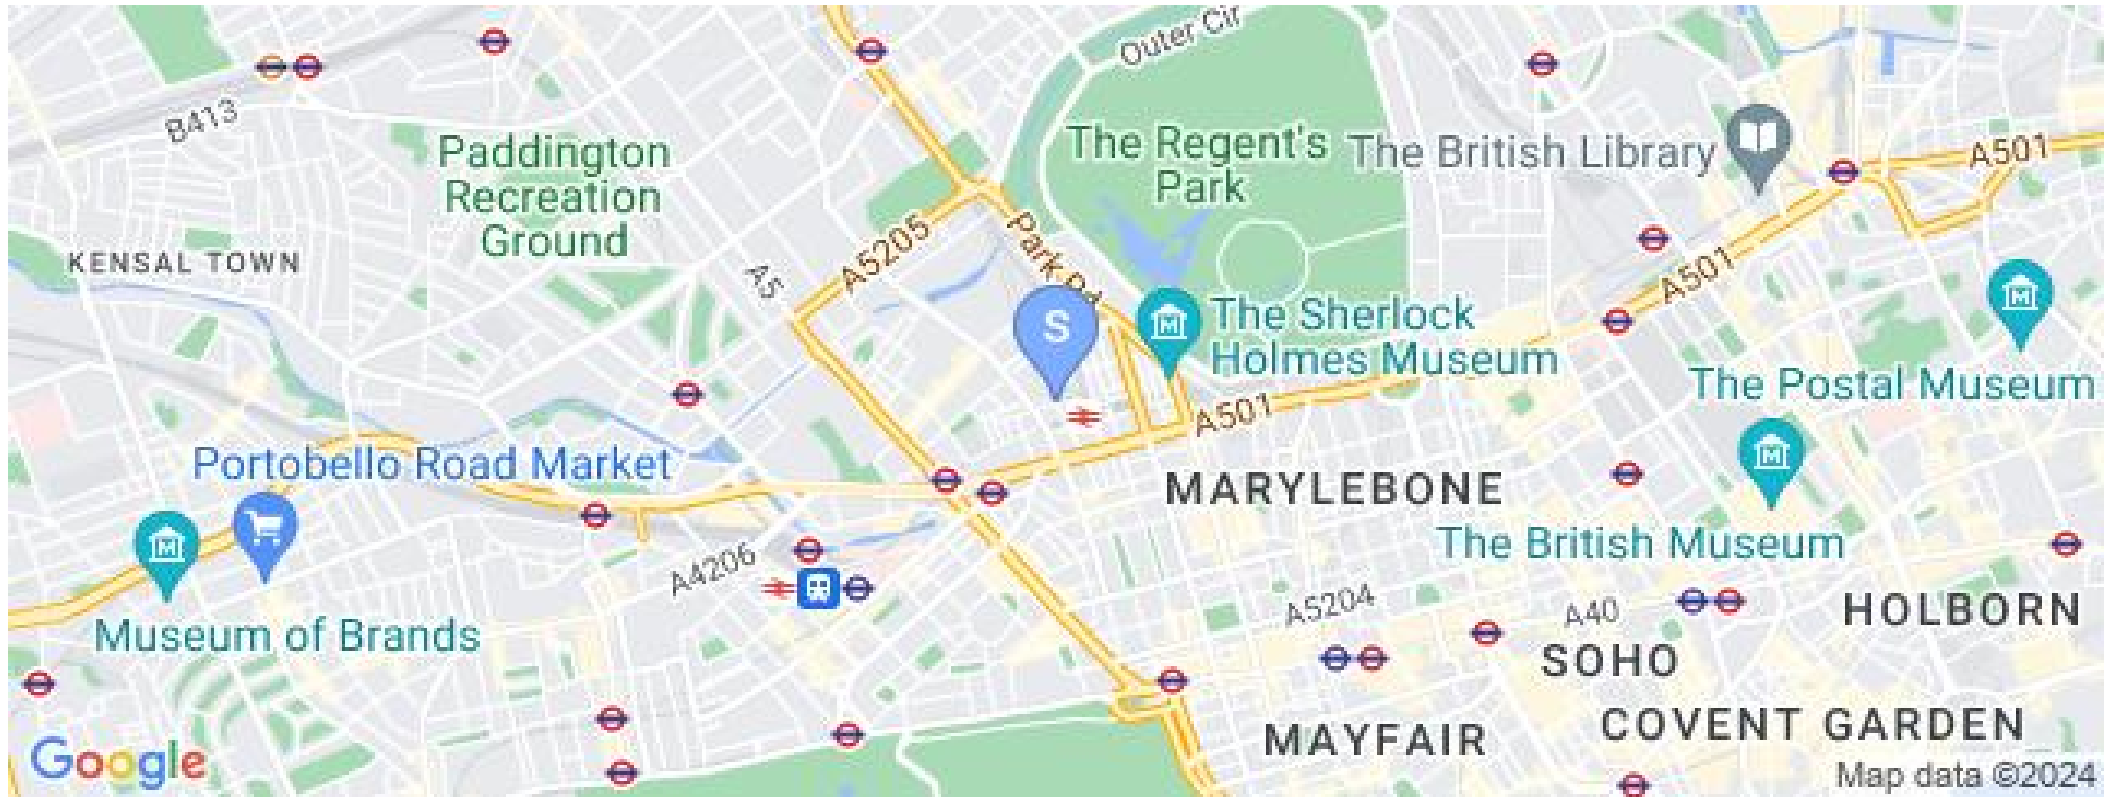 Outer Cir
B413
Paddington
Recreation
Ground
The Regent's
Park
The British Library
A501
KENSAL TOWN
A5
A5205
Park Rd
A501
S
The Sherlock
Holmes Museum
M
M
The Postal Museum
A501
Portobello Road Market
MARYLEBONE
M
The British Museum
M
A4206
A5204
A40
HOLBORN
Museum of Brands
SOHO
MAYFAIR
COVENT GARDEN
Google
Map data ©2024